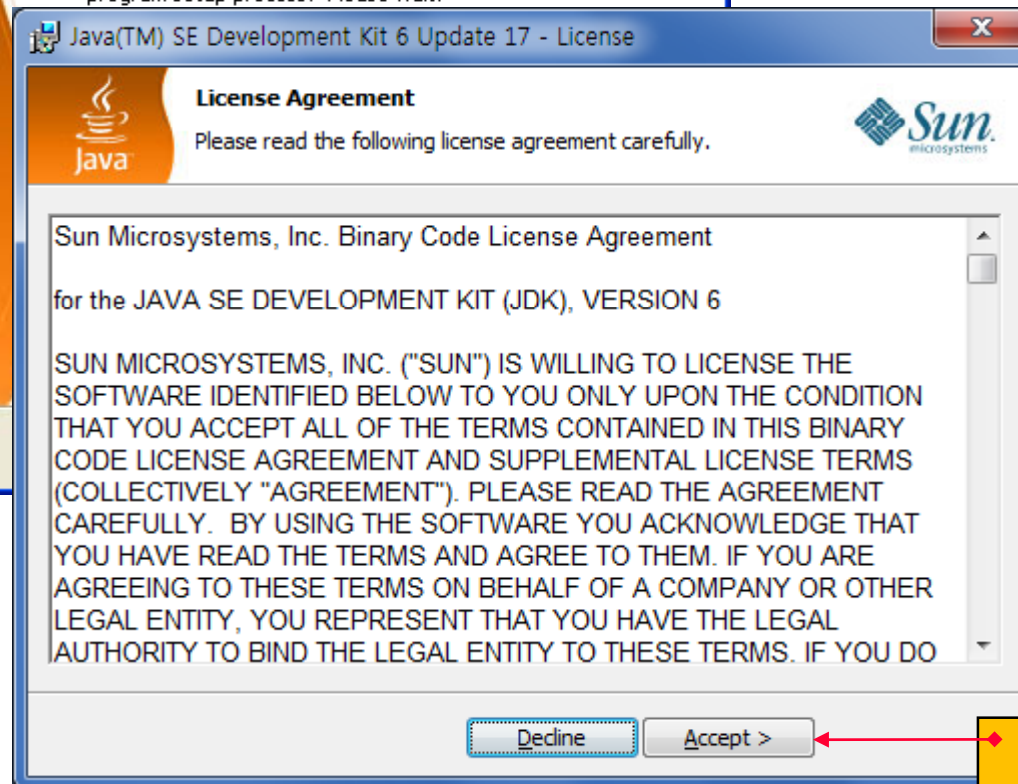 program setup process. Please wait.
Java(TM) SE Development Kit 6 Update 17 - License
License Agreement
Please read the following license agreement carefully.
Java
Sun
microsystems
Sun Microsystems, Inc. Binary Code License Agreement
for the JAVA SE DEVELOPMENT KIT (JDK), VERSION 6
SUN MICROSYSTEMS, INC. ("SUN") IS WILLING TO LICENSE THE
SOFTWARE IDENTIFIED BELOW TO YOU ONLY UPON THE CONDITION
THAT YOU ACCEPT ALL OF THE TERMS CONTAINED IN THIS BINARY
CODE LICENSE AGREEMENT AND SUPPLEMENTAL LICENSE TERMS
(COLLECTIVELY "AGREEMENT"). PLEASE READ THE AGREEMENT
CAREFULLY.  BY USING THE SOFTWARE YOU ACKNOWLEDGE THAT
YOU HAVE READ THE TERMS AND AGREE TO THEM. IF YOU ARE
AGREEING TO THESE TERMS ON BEHALF OF A COMPANY OR OTHER
LEGAL ENTITY, YOU REPRESENT THAT YOU HAVE THE LEGAL
AUTHORITY TO BIND THE LEGAL ENTITY TO THESE TERMS. IF YOU DO
Decline
Accept >